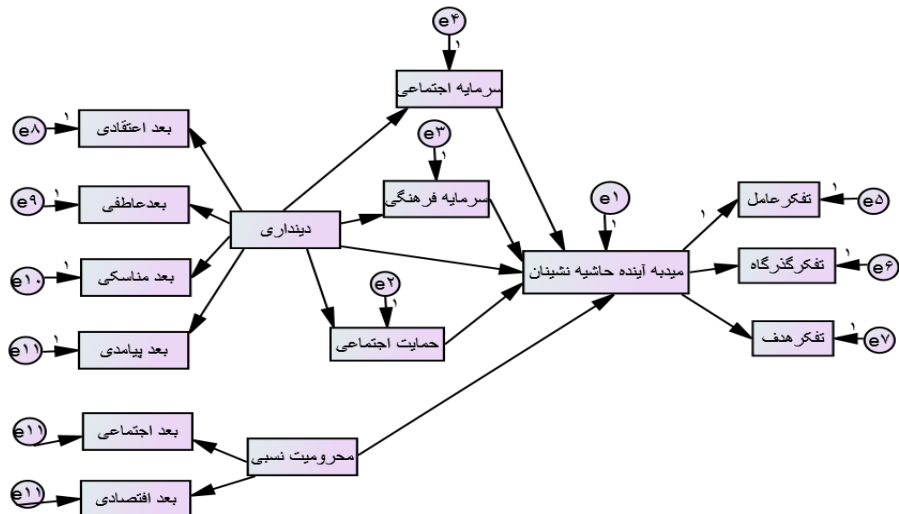 e۴
۱
سرمایه اجتماعی
e۸
۱
بعد اعتقادی
e۳
۱
سرمایه فرهنگی
e۹
۱
بعدعاطفی
دینداری
e۱
۱
۱
تفکرعامل
۱
e۵
e۱۰
۱
بعد مناسکی
میدبه آینده حاشیه نشینان
تفکرگذرگاه
۱
e۶
e۲
۱
حمایت اجتماعی
e۱۱
۱
بعد پیامدی
تفکرهدف
۱
e۷
e۱۱
بعد اجتماعی
محرومیت نسبی
e۱۱
بعد اقتصادی